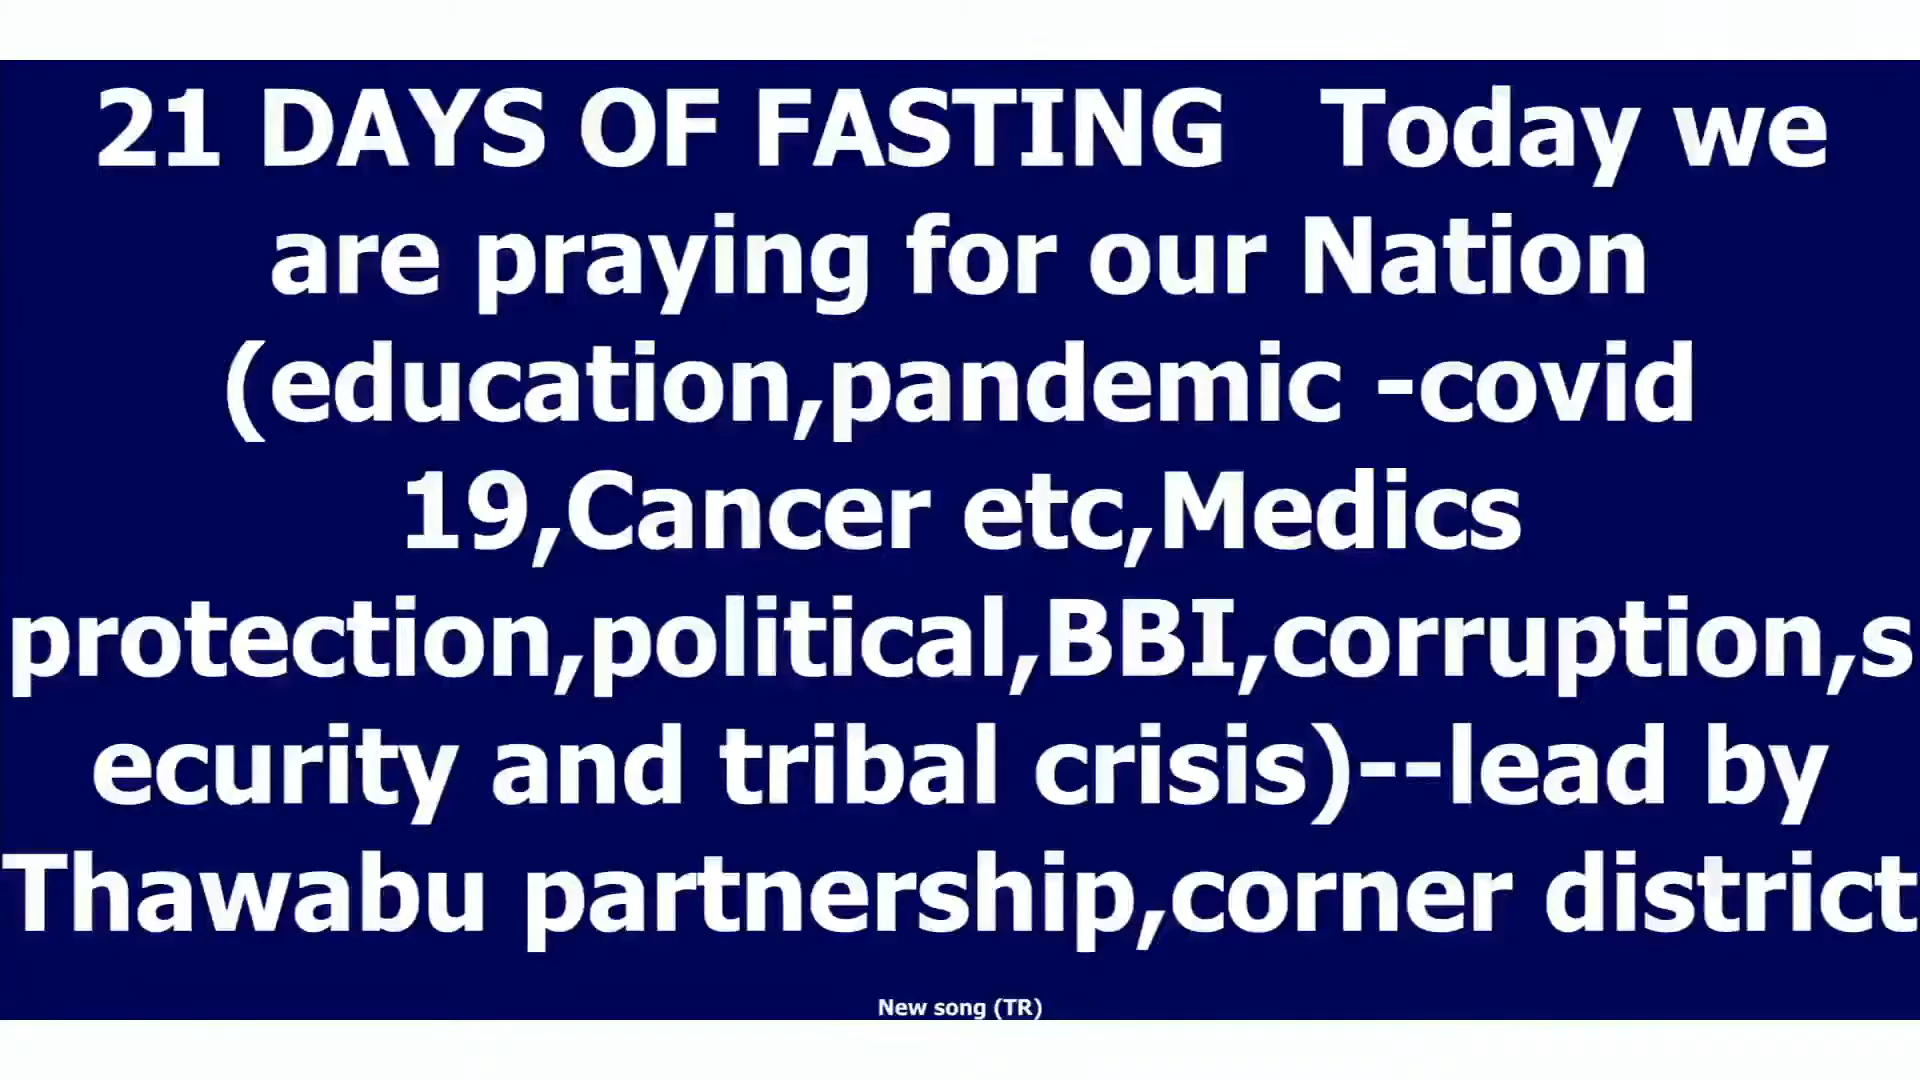 21 DAYS OF FASTING   Today we
are praying for our Nation
(education,pandemic -covid
19,Cancer etc,Medics
protection,political,BBI,corruption,s
ecurity and tribal crisis)--lead by
Thawabu partnership,corner district
New song (TR)